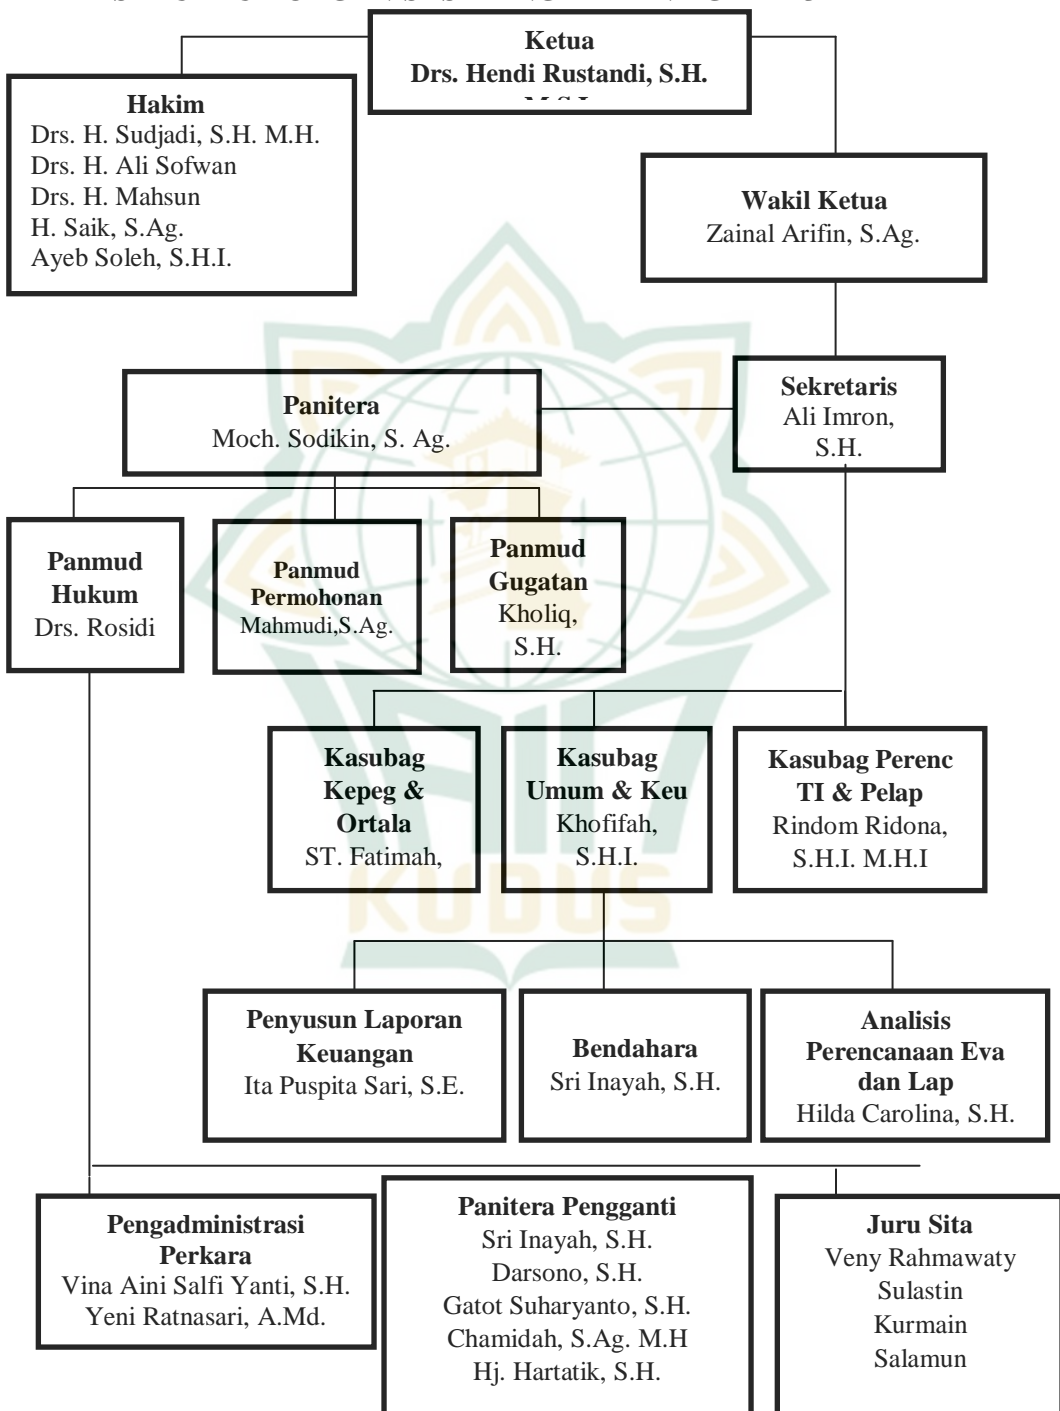 Ketua
Drs. Hendi Rustandi, S.H.
Hakim
Drs. H. Sudjadi, S.H. M.H.
Drs. H. Ali Sofwan
Drs. H. Mahsun
H. Saik, S.Ag.
Ayeb Soleh, S.H.I.
Wakil Ketua
Zainal Arifin, S.Ag.
Sekretaris
Ali Imron,
S.H.
Panitera
Moch. Sodikin, S. Ag.
Panmud
Hukum
Drs. Rosidi
Panmud
Permohonan
Mahmudi,S.Ag.
Panmud
Gugatan
Kholiq,
S.H.
Kasubag
Kepeg &
Ortala
ST. Fatimah,
Kasubag
Umum & Keu
Khofifah,
S.H.I.
Kasubag Perenc
TI & Pelap
Rindom Ridona,
S.H.I. M.H.I
KUDUS
Penyusun Laporan
Keuangan
Ita Puspita Sari, S.E.
Bendahara
Sri Inayah, S.H.
Analisis
Perencanaan Eva
dan Lap
Hilda Carolina, S.H.
Pengadministrasi
Perkara
Vina Aini Salfi Yanti, S.H.
Yeni Ratnasari, A.Md.
Panitera Pengganti
Sri Inayah, S.H.
Darsono, S.H.
Gatot Suharyanto, S.H.
Chamidah, S.Ag. M.H
Hj. Hartatik, S.H.
Juru Sita
Veny Rahmawaty
Sulastin
Kurmain
Salamun